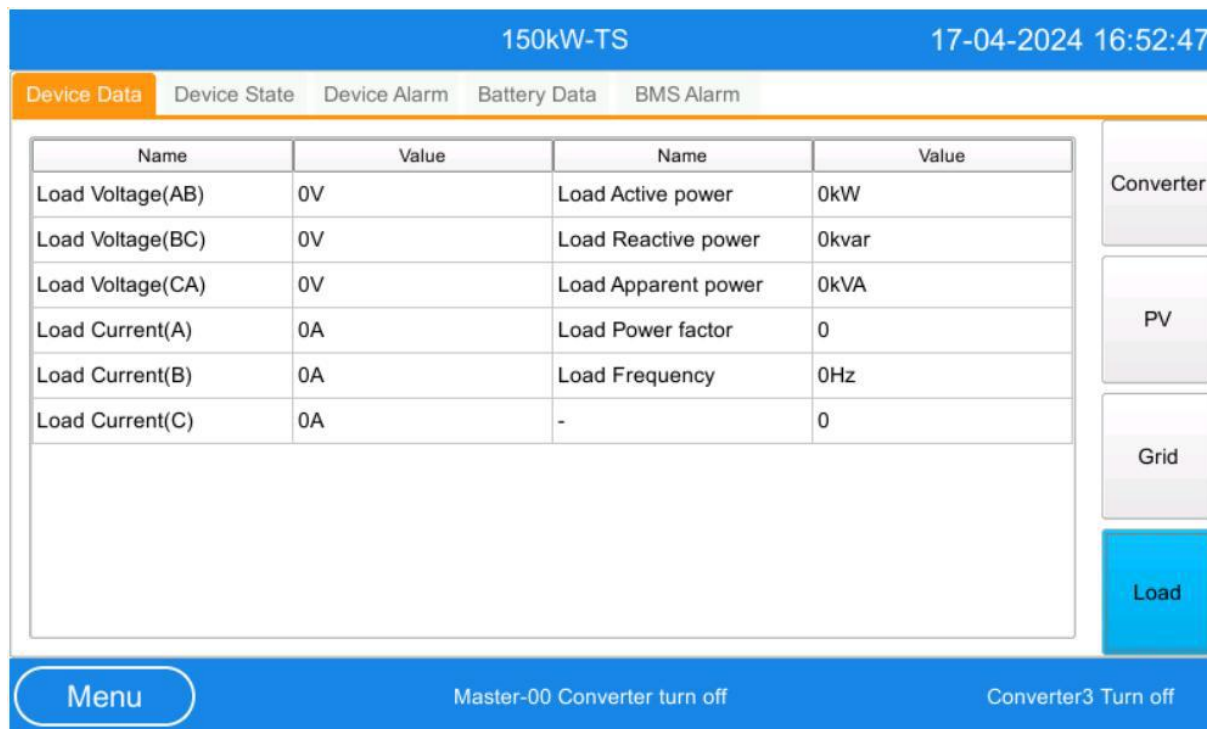 150kW-TS 17-04-2024 16:52:47
Device Data Device State Device Alarm Battery Data BMS Alarm
Name Value Name Value
Load Voltage(AB) 0V Load Active power 0kW
Load Voltage(BC) 0V Load Reactive power 0kvar
Load Voltage(CA) 0V Load Apparent power 0kVA
Load Current(A) 0A Load Power factor 0
Load Current(B) 0A Load Frequency 0Hz
Load Current(C) 0A - 0
Converter
PV
Grid
Load
Menu Master-00 Converter turn off Converter3 Turn off